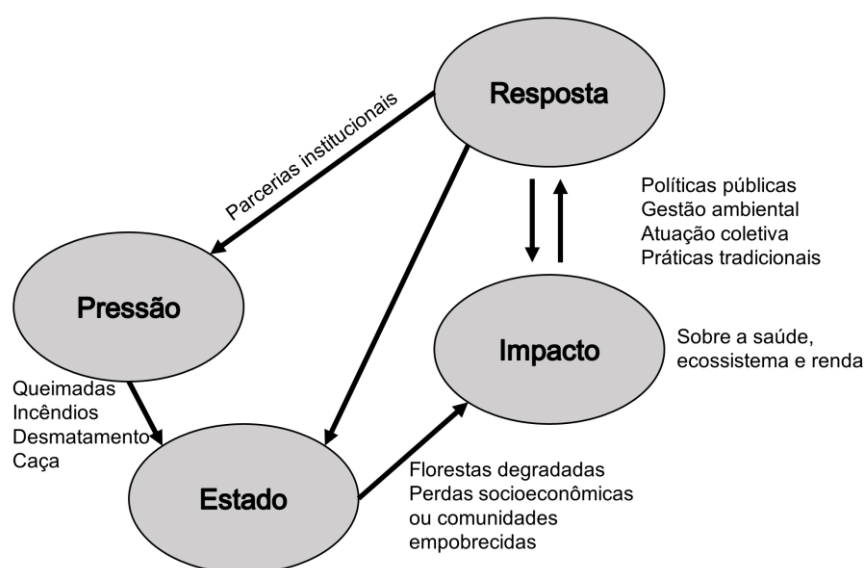 Resposta
Parcerias institucionais
Políticas públicas
Gestão ambiental
Atuação coletiva
Práticas tradicionais
Pressão
Impacto
Sobre a saúde,
ecossistema e renda
Queimadas
Incêndios
Desmatamento
Caça
Estado
Florestas degradadas
Perdas socioeconômicas
ou comunidades
empobrecidas